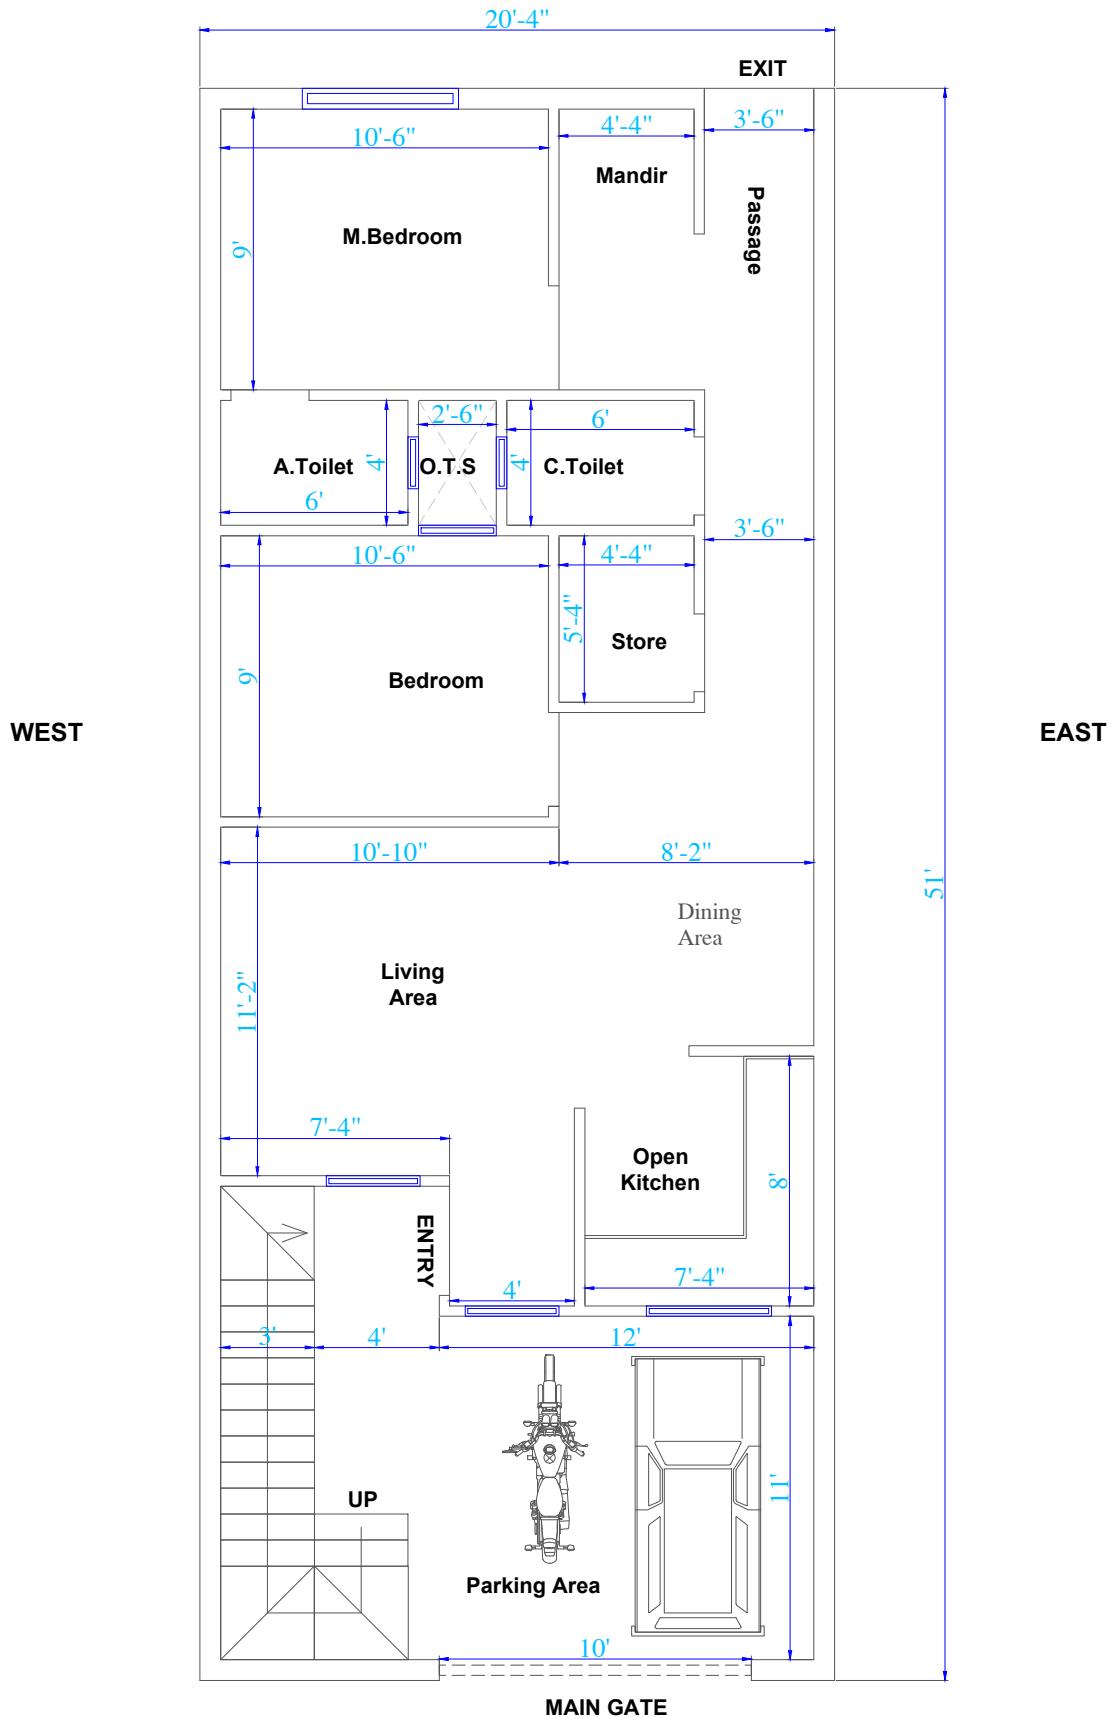 20'-4"
EXIT
10'-6"
4'-4"
3'-6"
Mandir
Passage
M.Bedroom
9'
2'-6"
6'
A.Toilet
4'
O.T.S
4'
C.Toilet
6'
3'-6"
10'-6"
4'-4"
5'-4"
Store
9'
Bedroom
WEST
EAST
10'-10"
8'-2"
51'
Dining
Area
Living
Area
11'-2"
7'-4"
Open
Kitchen
8'
ENTRY
7'-4"
4'
3'
4'
12'
11'
UP
Parking Area
10'
MAIN GATE